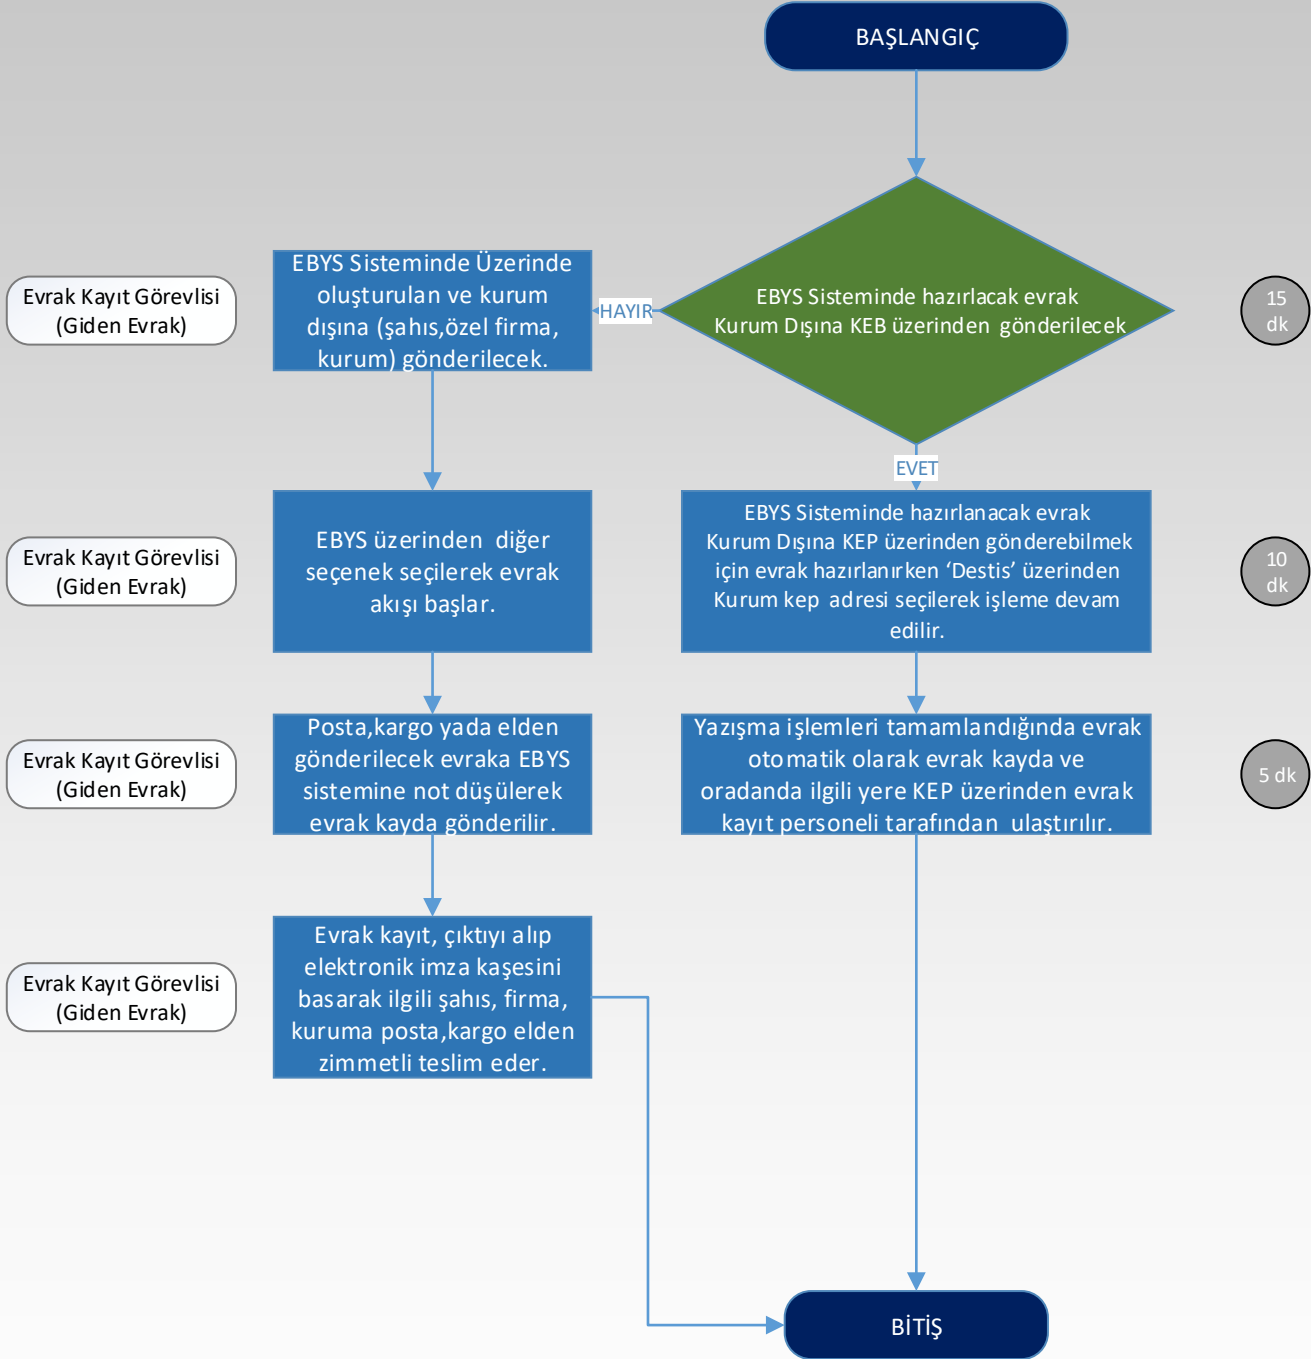 BAŞLANGIÇ
Evrak Kayıt Görevlisi
(Giden Evrak)
EBYS Sisteminde Üzerinde
oluşturulan ve kurum
dışına (şahıs,özel firma,
kurum) gönderilecek.
HAYIR
EBYS Sisteminde hazırlacak evrak
Kurum Dışına KEB üzerinden gönderilecek
15
dk
EVET
Evrak Kayıt Görevlisi
(Giden Evrak)
EBYS üzerinden diğer
seçenek seçilerek evrak
akışı başlar.
EBYS Sisteminde hazırlanacak evrak
Kurum Dışına KEP üzerinden gönderebilmek
için evrak hazırlanırken ‘Destis’ üzerinden
Kurum kep adresi seçilerek işleme devam
edilir.
10
dk
Evrak Kayıt Görevlisi
(Giden Evrak)
Posta,kargo yada elden
gönderilecek evraka EBYS
sistemine not düşülerek
evrak kayda gönderilir.
Yazışma işlemleri tamamlandığında evrak
otomatik olarak evrak kayda ve
oradanda ilgili yere KEP üzerinden evrak
kayıt personeli tarafından ulaştırılır.
5 dk
Evrak Kayıt Görevlisi
(Giden Evrak)
Evrak kayıt, çıktıyı alıp
elektronik imza kaşesini
basarak ilgili şahıs, firma,
kuruma posta,kargo elden
zimmetli teslim eder.
BİTİŞ